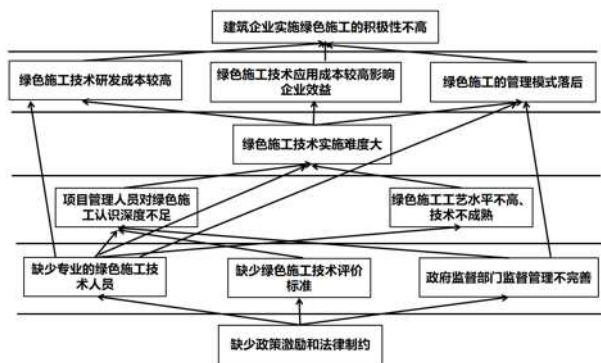 建筑企业实施绿色施工的积极性不高
绿色施工技术研发成本较高
绿色施工技术应用成本较高影响
企业效益
绿色施工的管理模式落后
绿色施工技术实施难度大
项目管理人员对绿色施
工认识深度不足
绿色施工工艺水平不高、
技术不成熟
缺少专业的绿色施工技
术人员
缺少绿色施工技术评价
标准
政府监督部门监督管理不完善
缺少政策激励和法律制约